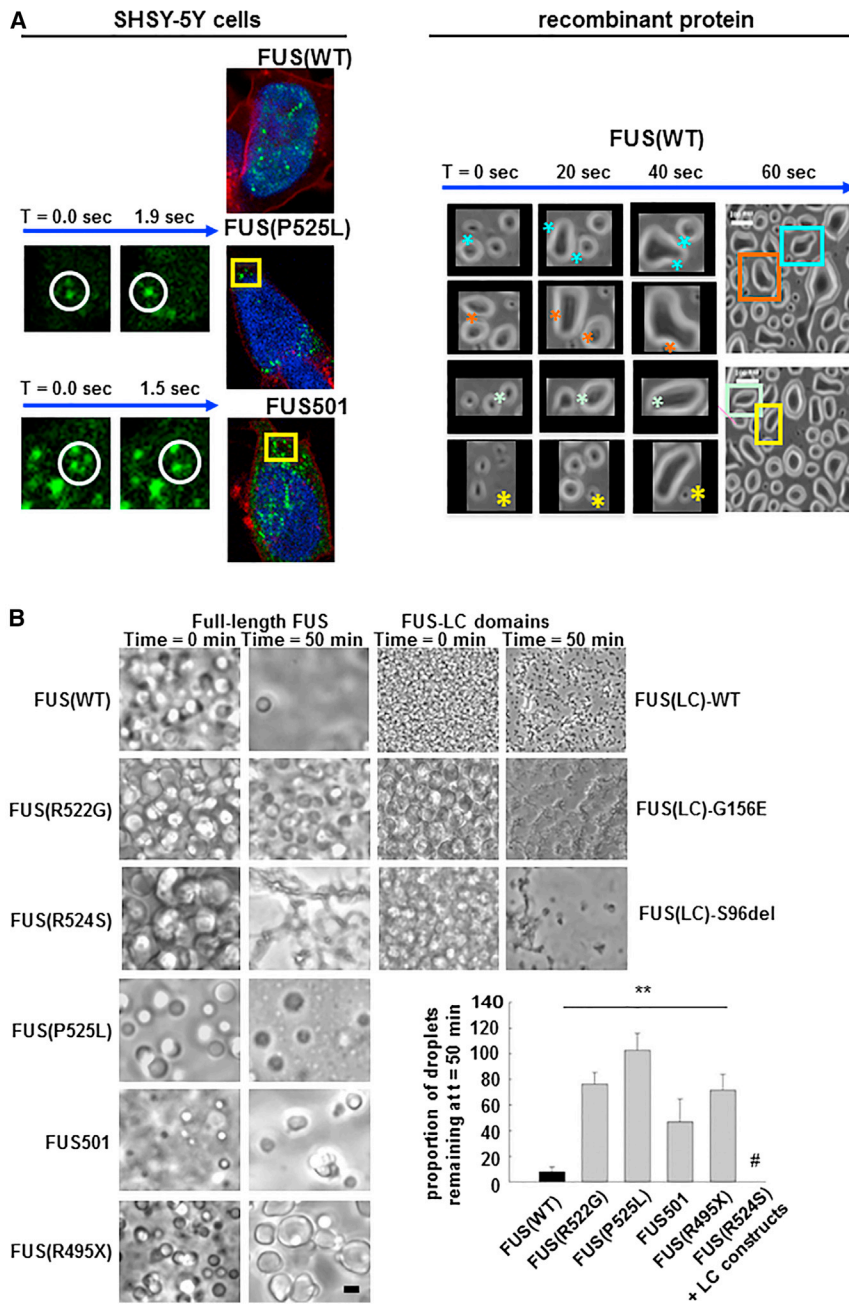 A
SHSY-5Y cells
recombinant protein
FUS(WT)
FUS(WT)
T = 0 sec 20 sec 40 sec 60 sec
T = 0.0 sec 1.9 sec
FUS(P525L)
T = 0.0 sec 1.5 sec
FUS501
B
Full-length FUS FUS-LC domains
Time = 0 min Time = 50 min Time = 0 min Time = 50 min
FUS(WT) FUS(LC)-WT
FUS(R522G) FUS(LC)-G156E
FUS(R524S) FUS(LC)-S96del
FUS(P525L)
FUS501
FUS(R495X)
proportion of droplets
remaining at t = 50 min
140
120
100
80
60
40
20
0
**
#
FUS(WT)
FUS(R522G)
FUS(P525L)
FUS501
FUS(R495X)
FUS(R524S)
+ LC constructs